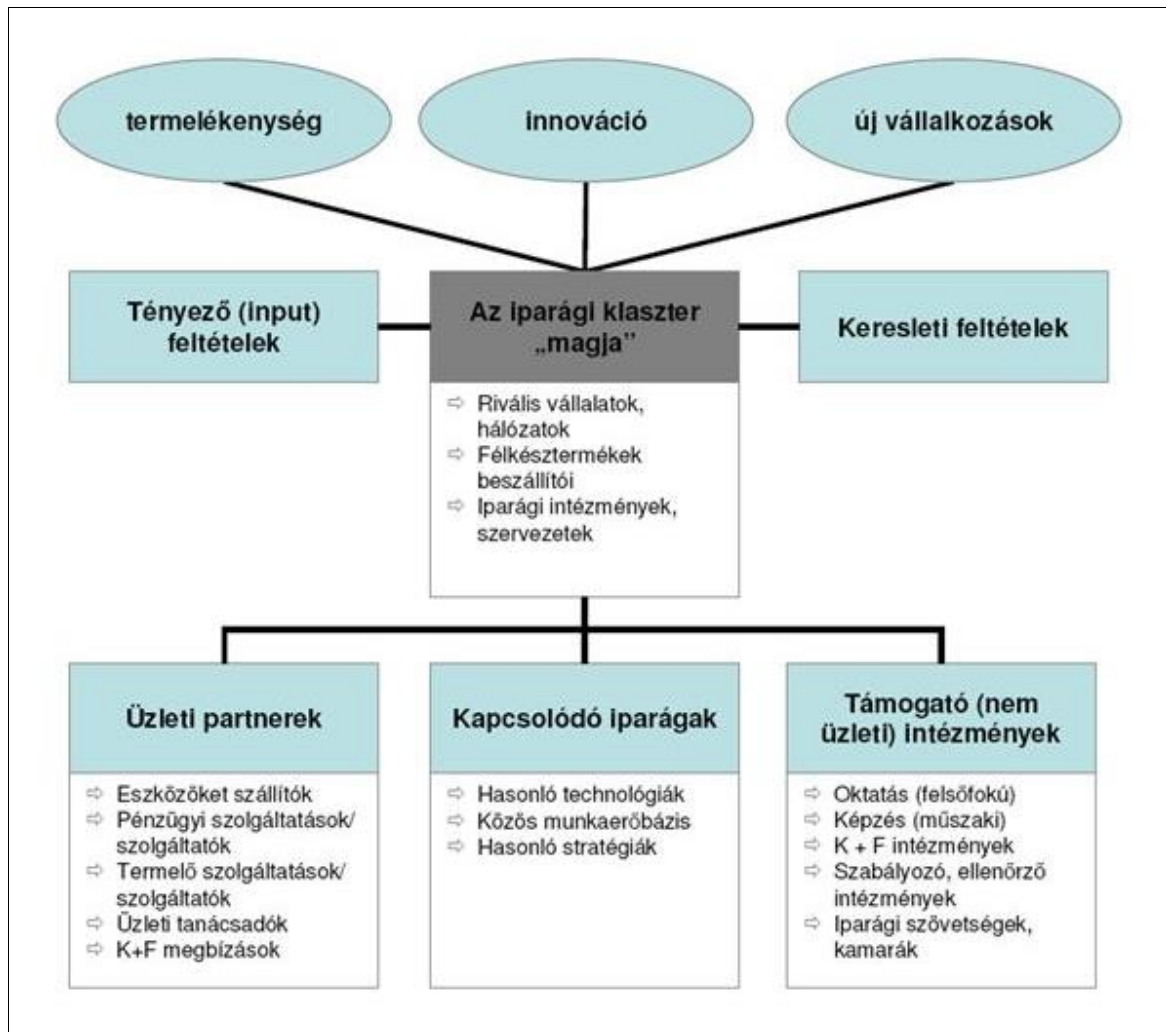 termelékenység
innováció
új vállalkozások
Tényező (input)
feltételek
Az iparági klaszter
„magja”
Keresleti feltételek
⇨ Rivális vállalatok,
hálózatok
⇨ Félkésztermékek
beszállítói
⇨ Iparági intézmények,
szervezetek
Üzleti partnerek
⇨ Eszközöket szállítók
⇨ Pénzügyi szolgáltatások/
szolgáltatók
⇨ Termelő szolgáltatások/
szolgáltatók
⇨ Üzleti tanácsadók
⇨ K+F megbízások
Kapcsolódó iparágak
⇨ Hasonló technológiák
⇨ Közös munkaerőbázis
⇨ Hasonló stratégiák
Támogató (nem
üzleti) intézmények
⇨ Oktatás (felsőfokú)
⇨ Képzés (műszaki)
⇨ K + F intézmények
⇨ Szabályozó, ellenőrző
intézmények
⇨ Iparági szövetségek,
kamarák